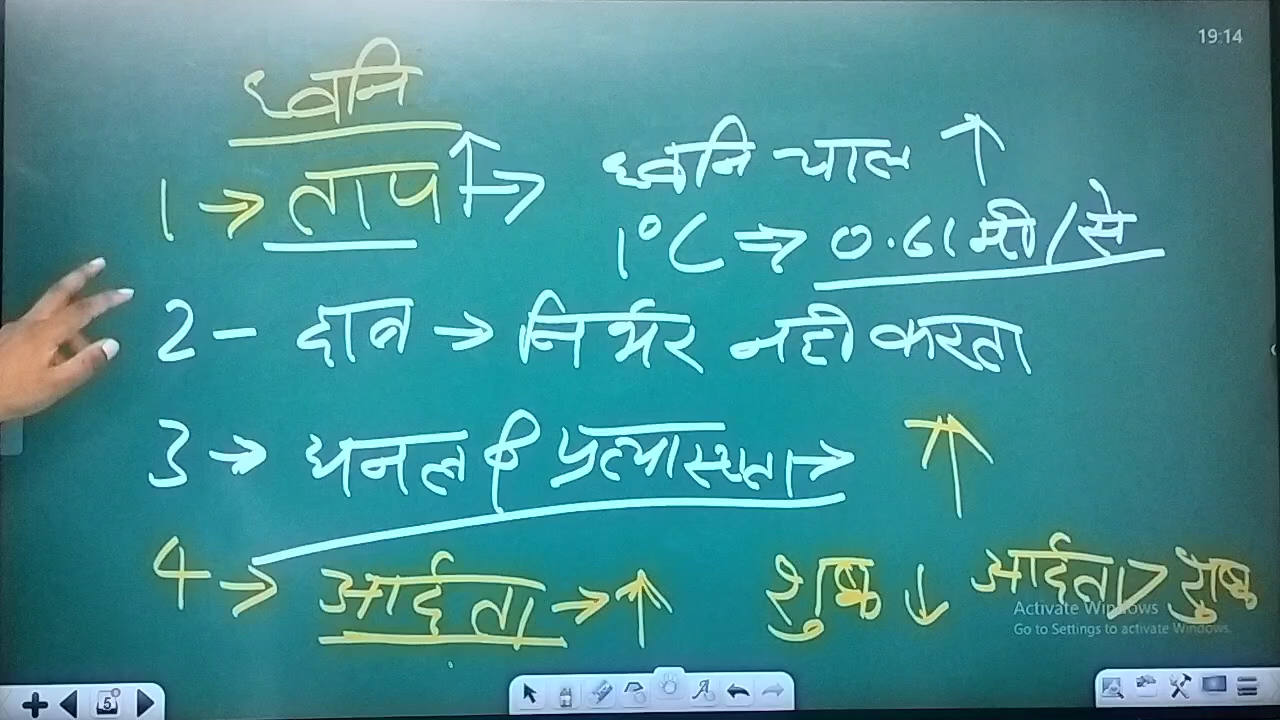 19:14
ध्वनि
1 → ताप ↑ → ध्वनि चाल ↑
1°C ⇒ 0.61 मी/से
2 - दाब → निर्भर नही करता
3 → घनत्व & प्रत्यास्थता → ↑
4 → आर्द्रता → ↑ शुष्क ↓ आर्द्रता > शुष्क
Activate Windows
Go to Settings to activate Windows.
5